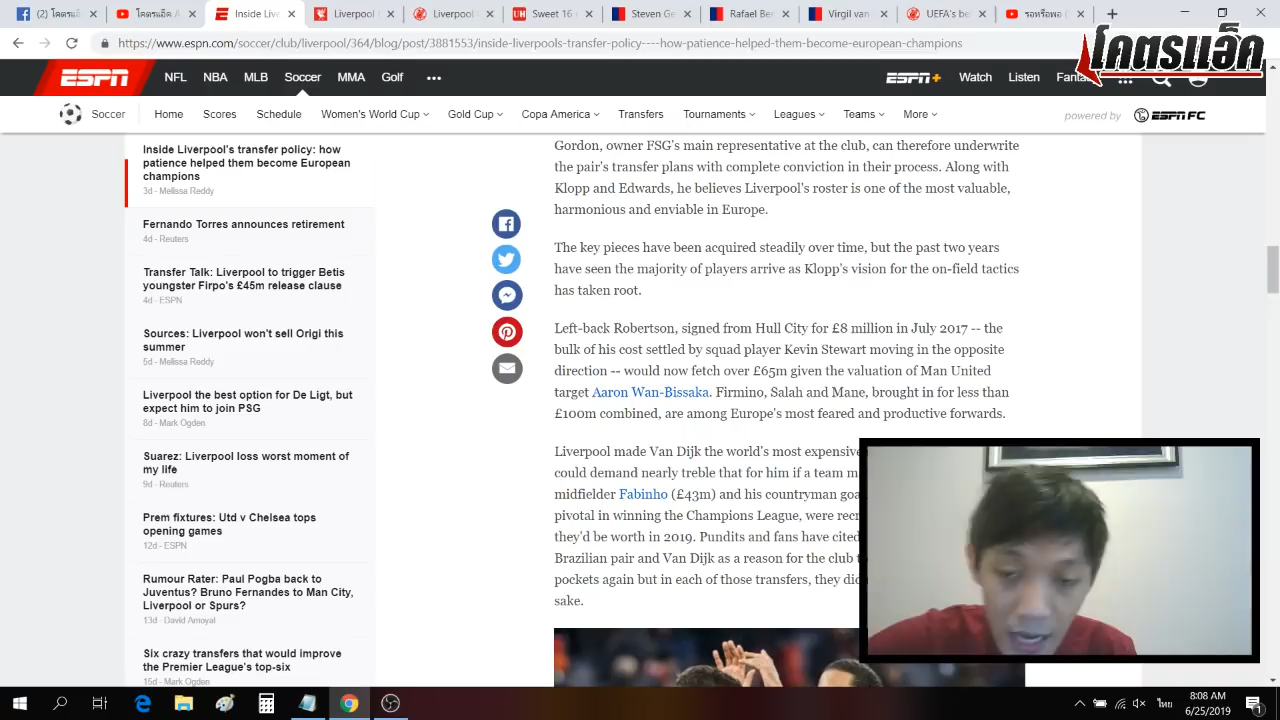 Inside Liv
Liverpool'
Liverpool
Sweet 16
Steven Ge
Rafael Be
Virgil van
UEFA's be
https://www.espn.com/soccer/club/liverpool/364/blog/post/3881553/inside-liverpools-transfer-policy----how-patience-helped-them-become-european-champions
โคตรแอ็ค
ESPN
NFL
NBA
MLB
Soccer
MMA
Golf
ESPN+
Watch
Listen
Soccer
Home
Scores
Schedule
Women's World Cup
Gold Cup
Copa America
Transfers
Tournaments
Leagues
Teams
More
powered by
ESPN FC
Inside Liverpool's transfer policy: how
patience helped them become European
champions
3d - Melissa Reddy
Fernando Torres announces retirement
4d - Reuters
Transfer Talk: Liverpool to trigger Betis
youngster Firpo's £45m release clause
4d - ESPN
Sources: Liverpool won't sell Origi this
summer
5d - Melissa Reddy
Liverpool the best option for De Ligt, but
expect him to join PSG
8d - Mark Ogden
Suarez: Liverpool loss worst moment of
my life
9d - Reuters
Prem fixtures: Utd v Chelsea tops
opening games
12d - ESPN
Rumour Rater: Paul Pogba back to
Juventus? Bruno Fernandes to Man City,
Liverpool or Spurs?
13d - David Amoyal
Six crazy transfers that would improve
the Premier League's top-six
15d - Mark Ogden
Gordon, owner FSG's main representative at the club, can therefore underwrite
the pair's transfer plans with complete conviction in their process. Along with
Klopp and Edwards, he believes Liverpool's roster is one of the most valuable,
harmonious and enviable in Europe.
The key pieces have been acquired steadily over time, but the past two years
have seen the majority of players arrive as Klopp's vision for the on-field tactics
has taken root.
Left-back Robertson, signed from Hull City for £8 million in July 2017 -- the
bulk of his cost settled by squad player Kevin Stewart moving in the opposite
direction -- would now fetch over £65m given the valuation of Man United
target Aaron Wan-Bissaka. Firmino, Salah and Mane, brought in for less than
£100m combined, are among Europe's most feared and productive forwards.
Liverpool made Van Dijk the world's most expensive
could demand nearly treble that for him if a team m
midfielder Fabinho (£43m) and his countryman goa
pivotal in winning the Champions League, were recr
they'd be worth in 2019. Pundits and fans have cited
Brazilian pair and Van Dijk as a reason for the club t
pockets again but in each of those transfers, they did
sake.
ไทย
8:08 AM
6/25/2019